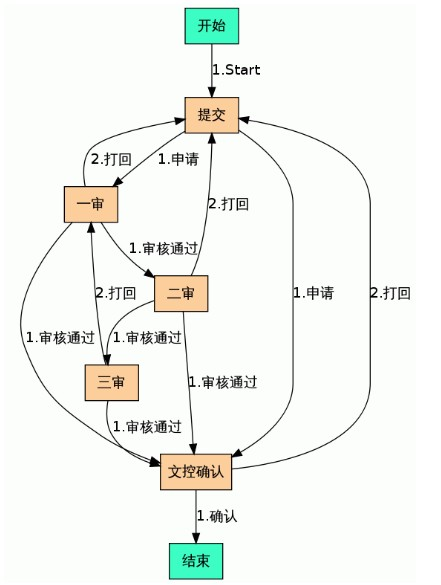 开始
1.Start
提交
2.打回
1.申请
一审
2.打回
1.审核通过
二审
2.打回
1.申请
2.打回
1.审核通过
1.审核通过
三审
1.审核通过
1.审核通过
文控确认
1.确认
结束